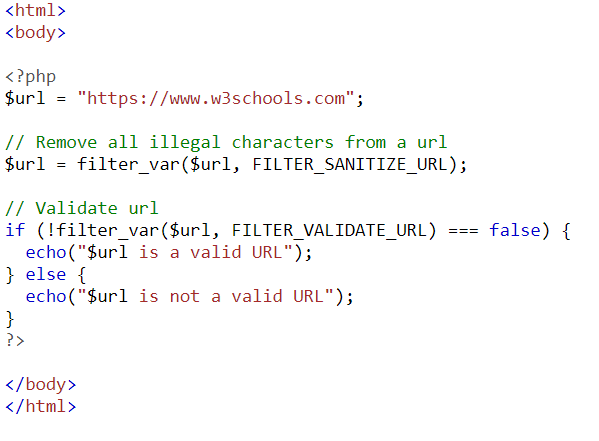 <html>
<body>

<?php
$url = "https://www.w3schools.com";

// Remove all illegal characters from a url
$url = filter_var($url, FILTER_SANITIZE_URL);

// Validate url
if (!filter_var($url, FILTER_VALIDATE_URL) === false) {
  echo("$url is a valid URL");
} else {
  echo("$url is not a valid URL");
}
?>

</body>
</html>